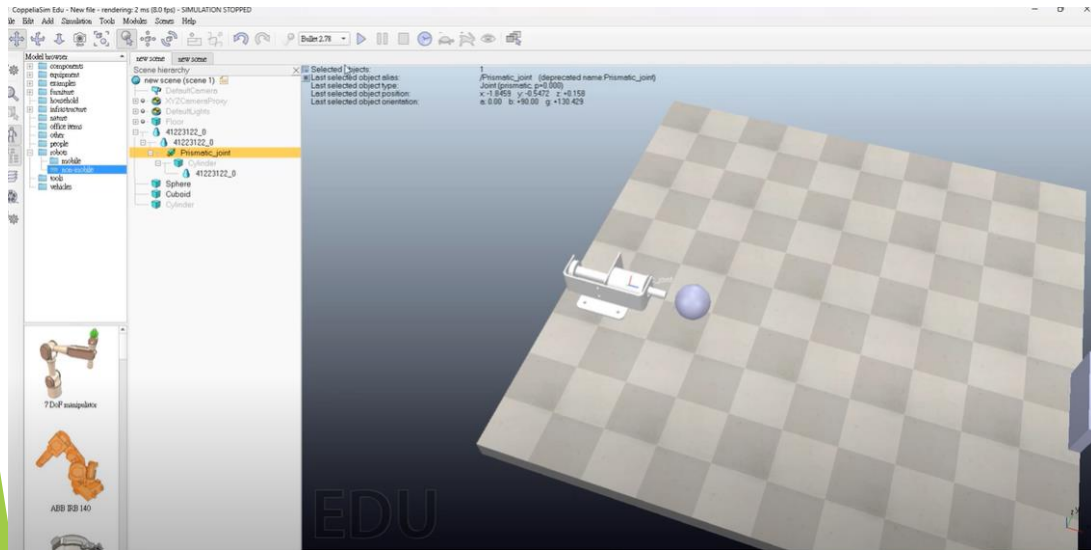 CoppeliaSim Edu - New file - rendering: 2 ms (8.0 fps) - SIMULATION STOPPED
Edit Add Simulation Tools Modules Scenes Help
Bullet 2.78
Model browser
components
equipment
examples
furniture
household
infrastructure
nature
office items
other
people
robots
mobile
non-mobile
tools
vehicles
7 DoF manipulator
ABB IRB 140
new scene new scene
Scene hierarchy
new scene (scene 1)
DefaultCamera
XYZCameraProxy
DefaultLights
Floor
41223122_0
41223122_0
Prismatic_joint
Cylinder
41223122_0
Sphere
Cuboid
Cylinder
Selected objects: 1
Last selected object alias: /Prismatic_joint (deprecated name:Prismatic_joint)
Last selected object type: Joint (prismatic, p=0.000)
Last selected object position: x:-1.8459 y:-0.5472 z:+0.158
Last selected object orientation: a: 0.00 b:+90.00 g:+130.429
EDU